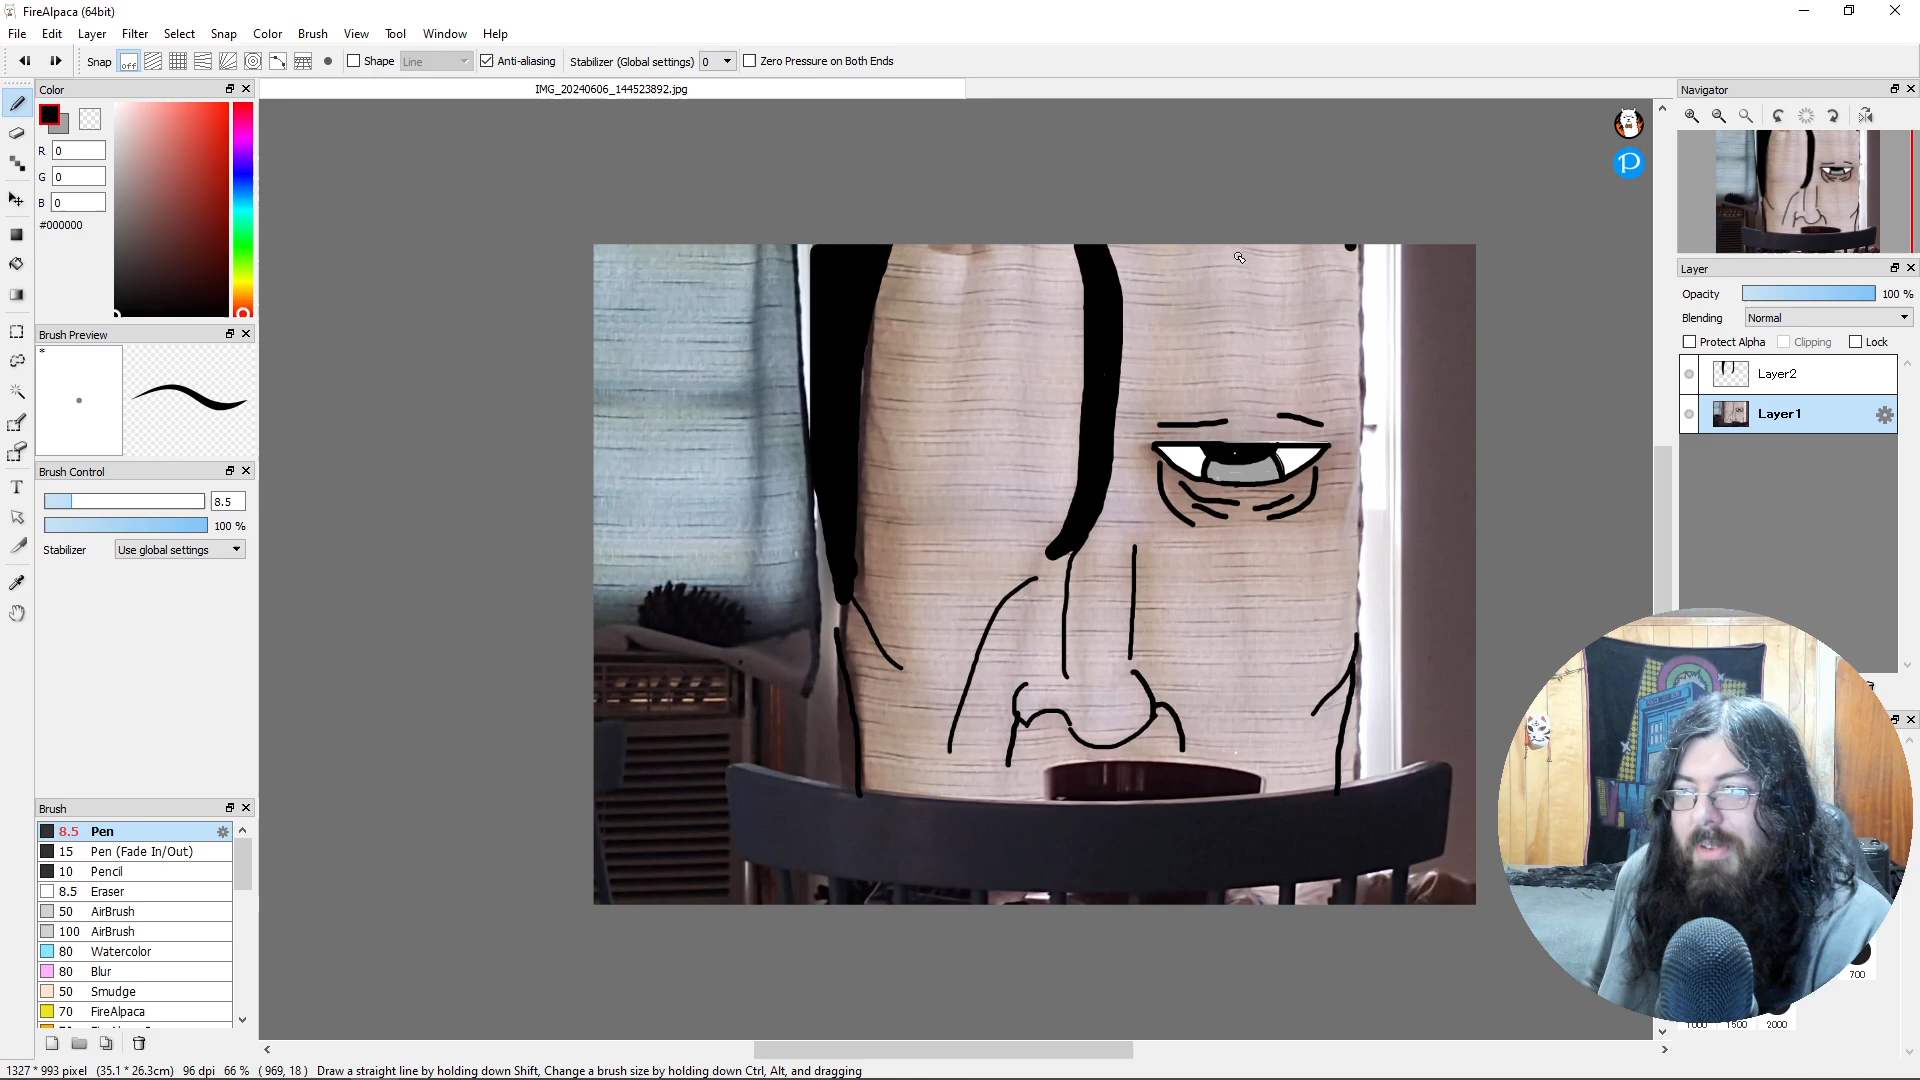 FireAlpaca (64bit)
File Edit Layer Filter Select Snap Color Brush View Tool Window Help
Snap off Shape Line Anti-aliasing Stabilizer (Global settings) 0 Zero Pressure on Both Ends
Color
IMG_20240606_144523892.jpg
Navigator
R 0
G 0
B 0
#000000
Layer
Opacity 100 %
Blending Normal
Protect Alpha Clipping Lock
Layer2
Layer1
Brush Preview
*
Brush Control
8.5
100 %
Stabilizer Use global settings
Brush
8.5 Pen
15 Pen (Fade In/Out)
10 Pencil
8.5 Eraser
50 AirBrush
100 AirBrush
80 Watercolor
80 Blur
50 Smudge
70 FireAlpaca
700
1000 1500 2000
1327 * 993 pixel (35.1 * 26.3cm) 96 dpi 66 % ( 969, 18 ) Draw a straight line by holding down Shift, Change a brush size by holding down Ctrl, Alt, and dragging